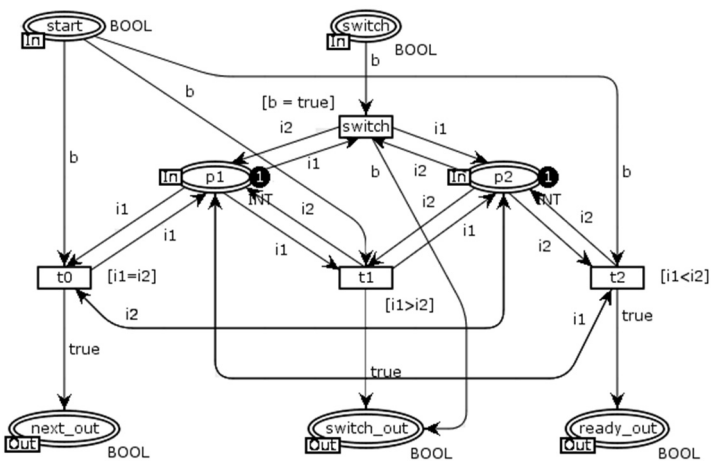 start BOOL
In
switch
In BOOL
b
[b = true]
b
switch
i2 i1
i1 i2
b
b b
In p1 1 INT
In p2 1 INT
i1 i2 i2 i2
i1 i1 i1 i2
t0 [i1=i2]
t1 [i1>i2]
t2 [i1<i2]
i2 i1
true true true
next_out
Out BOOL
switch_out
Out BOOL
ready_out
Out BOOL